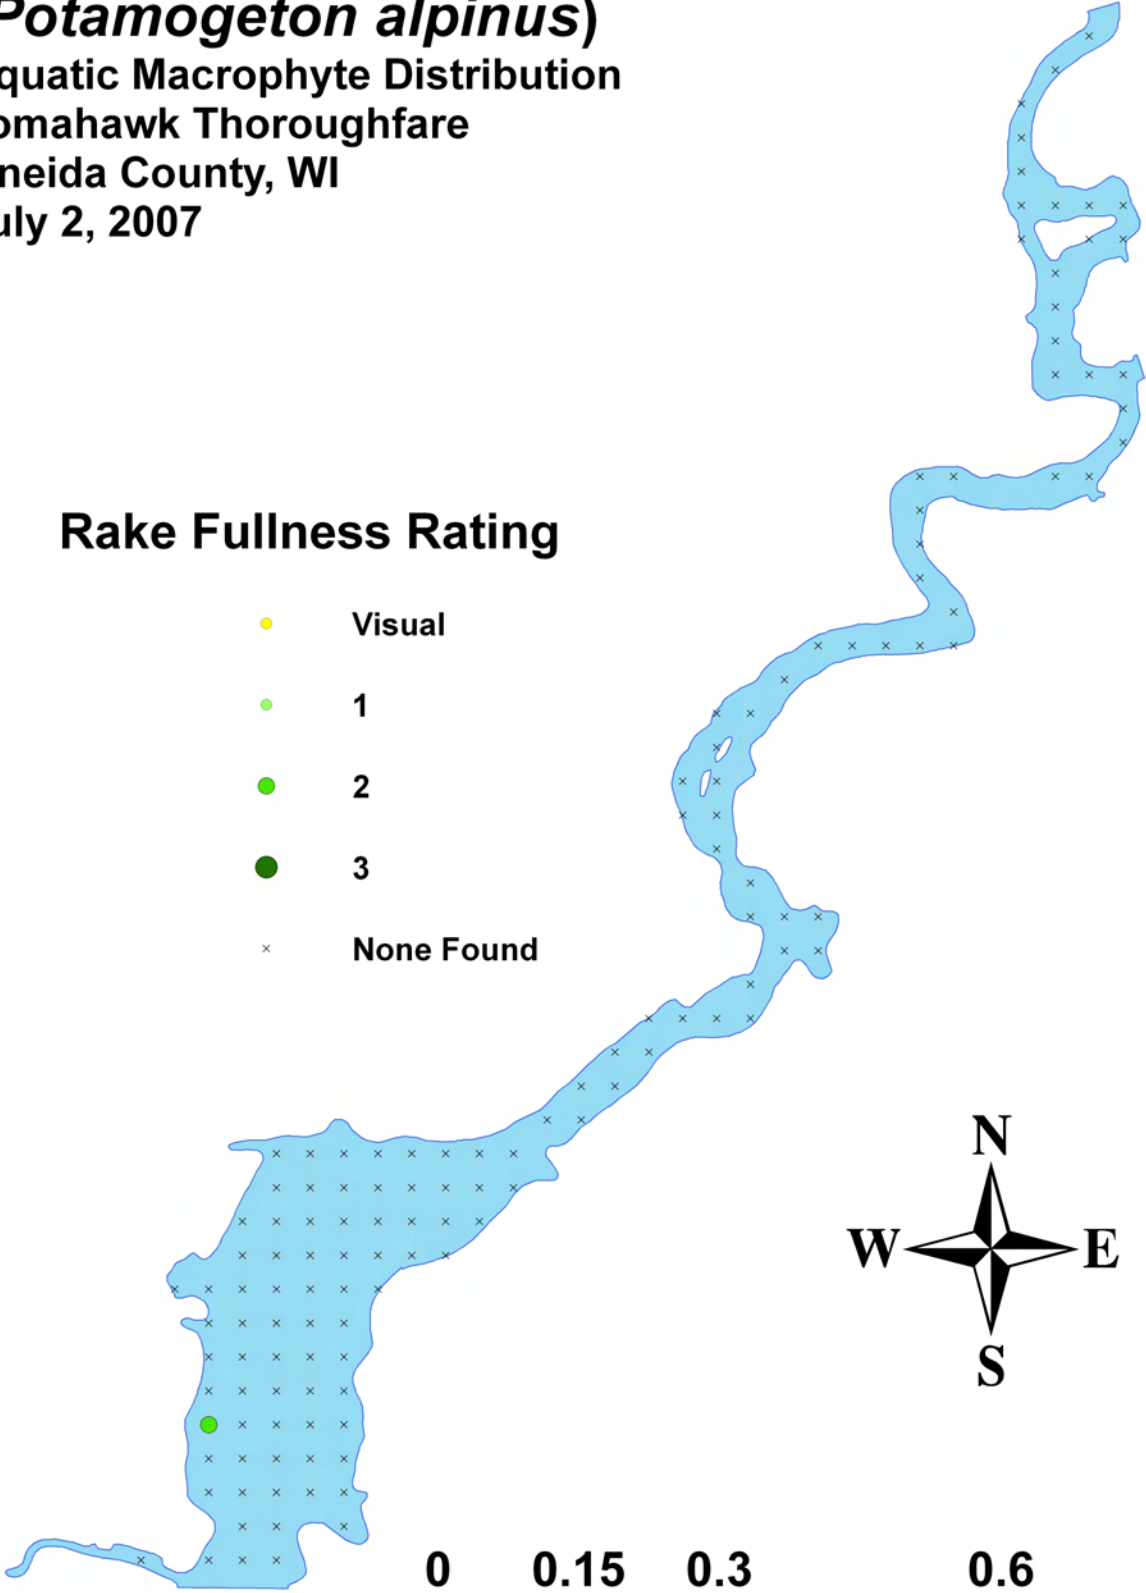 Potamogeton alpinus)
quatic Macrophyte Distribution
omahawk Thoroughfare
neida County, WI
uly 2, 2007
Rake Fullness Rating
Visual
1
2
3
None Found
N
W E
S
0 0.15 0.3 0.6